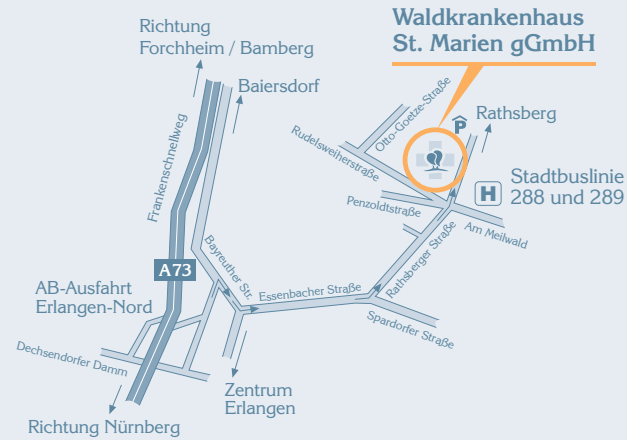 Waldkrankenhaus
St. Marien gGmbH
Richtung
Forchheim / Bamberg
Baiersdorf
Otto-Goetze-Straße
P
Rathsberg
Frankenschnellweg
Rudelsweiherstraße
H
Stadtbuslinie
288 und 289
Penzoldtstraße
Am Meilwald
Bayreuther Str.
Rathsberger Straße
A73
AB-Ausfahrt
Erlangen-Nord
Essenbacher Straße
Spardorfer Straße
Dechsendorfer Damm
Zentrum
Erlangen
Richtung Nürnberg